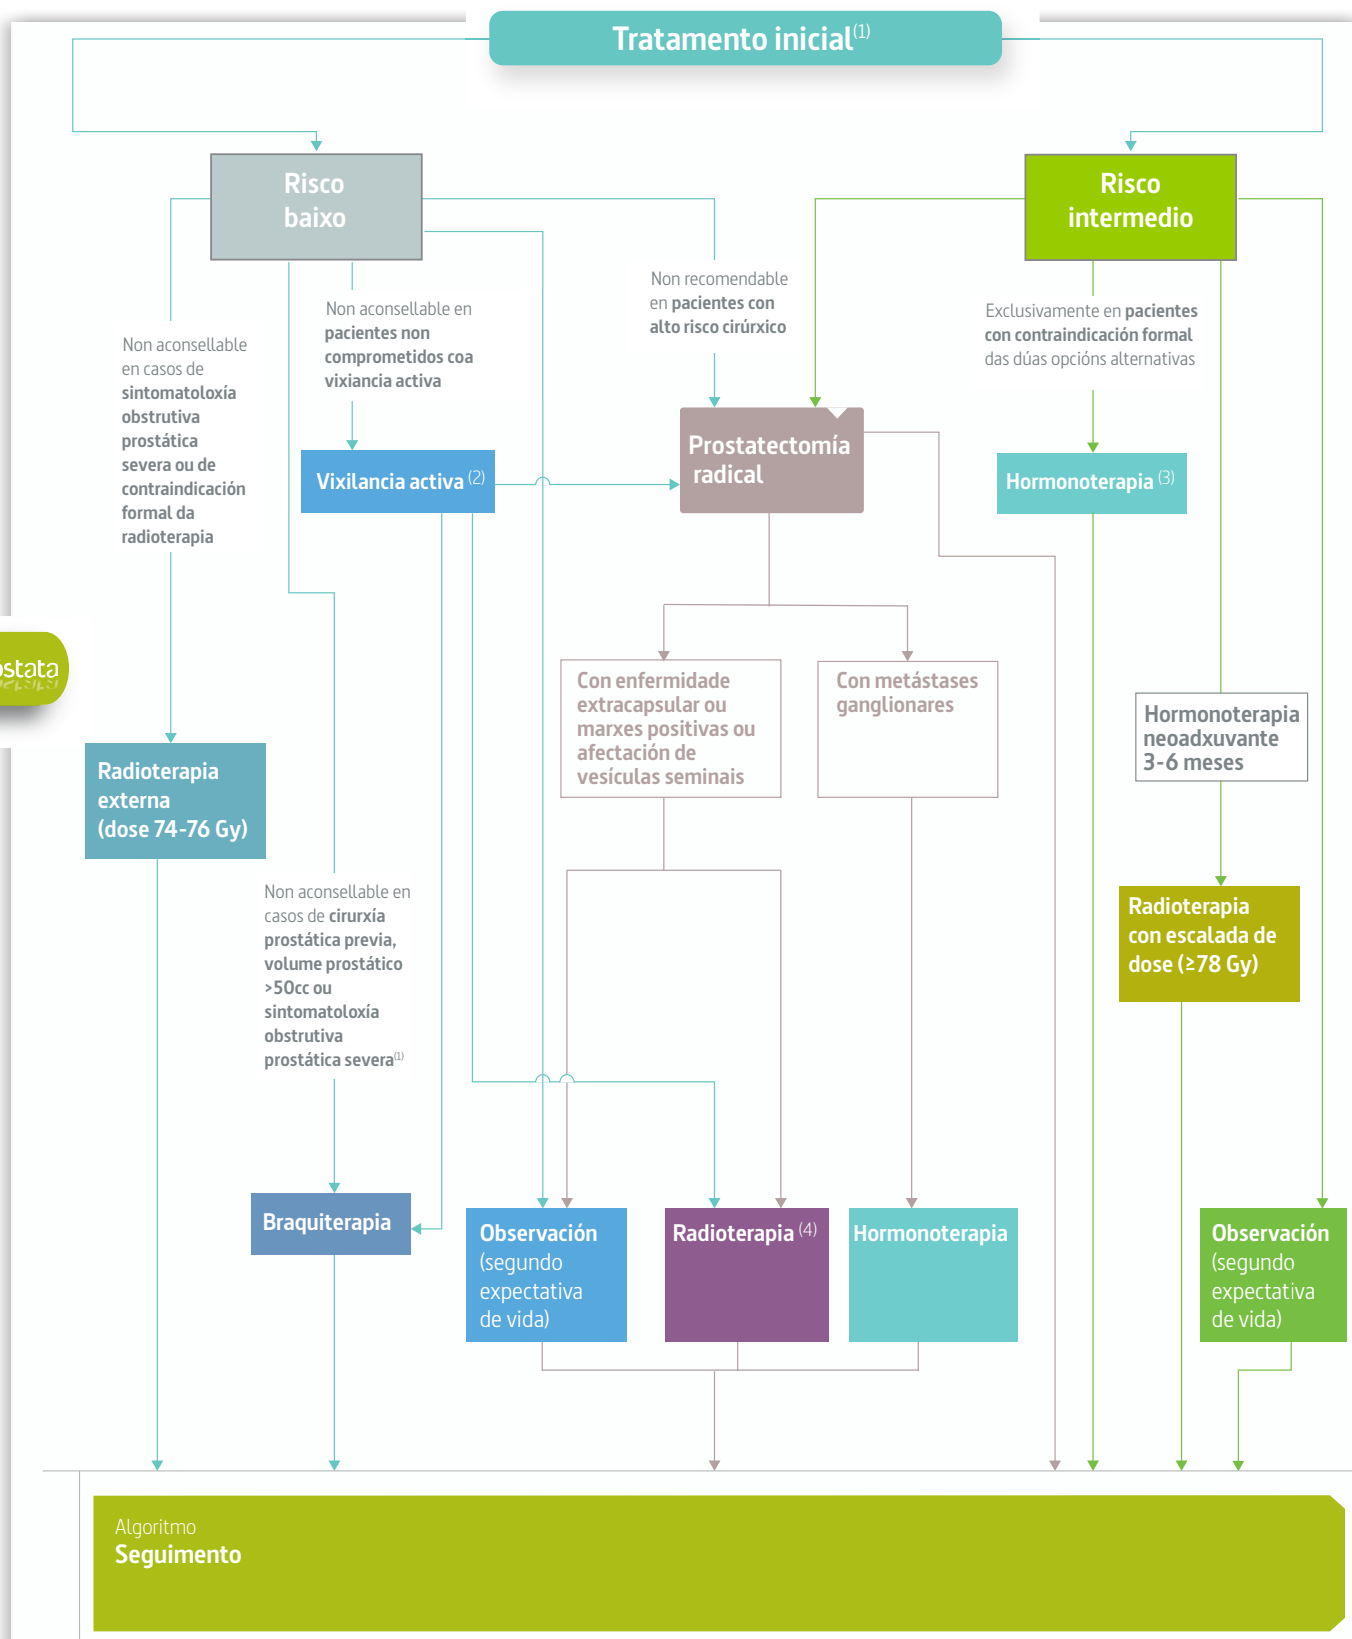 Tratamento inicial(1)
Risco
baixo
Risco
intermedio
Non aconsellable
en casos de
sintomatoloxía
obstrutiva
prostática
severa ou de
contraindicación
formal da
radioterapia
Non aconsellable en
pacientes non
comprometidos coa
vixiancia activa
Non recomendable
en pacientes con
alto risco cirúrxico
Exclusivamente en pacientes
con contraindicación formal
das dúas opcións alternativas
Vixilancia activa (2)
Prostatectomía
radical
Hormonoterapia (3)
Con enfermidade
extracapsular ou
marxes positivas ou
afectación de
vesículas seminais
Con metástases
ganglionares
Hormonoterapia
neoadxuvante
3-6 meses
ostata
Radioterapia
externa
(dose 74-76 Gy)
Non aconsellable en
casos de cirurxía
prostática previa,
volume prostático
>50cc ou
sintomatoloxía
obstrutiva
prostática severa(1)
Radioterapia
con escalada de
dose (≥78 Gy)
Braquiterapia
Observación
(segundo
expectativa
de vida)
Radioterapia (4)
Hormonoterapia
Observación
(segundo
expectativa
de vida)
Algoritmo
Seguimento